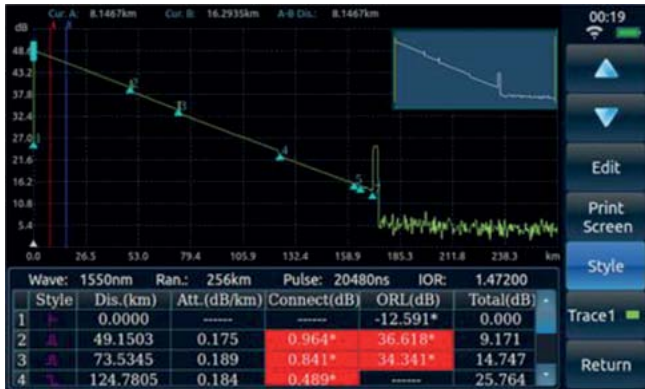 Cur. A: 8.1467km Cur. B: 16.2935km A-B Dis.: 8.1467km
00:19
dB
A B
48.6
43.2
37.8
32.4
27.0
21.6
16.2
10.8
5.4
2
3
4
5
0.0 26.5 53.0 79.4 105.9 132.4 158.9 185.3 211.8 238.3 km
Wave: 1550nm Ran.: 256km Pulse: 20480ns IOR: 1.47200
Style Dis.(km) Att.(dB/km) Connect(dB) ORL(dB) Total(dB)
1 0.0000 ------ ------ -12.591* 0.000
2 49.1503 0.175 0.964* 36.618* 9.171
3 73.5345 0.189 0.841* 34.341* 14.747
4 124.7805 0.184 0.489* ------ 25.764
Edit
Print
Screen
Style
Trace1
Return